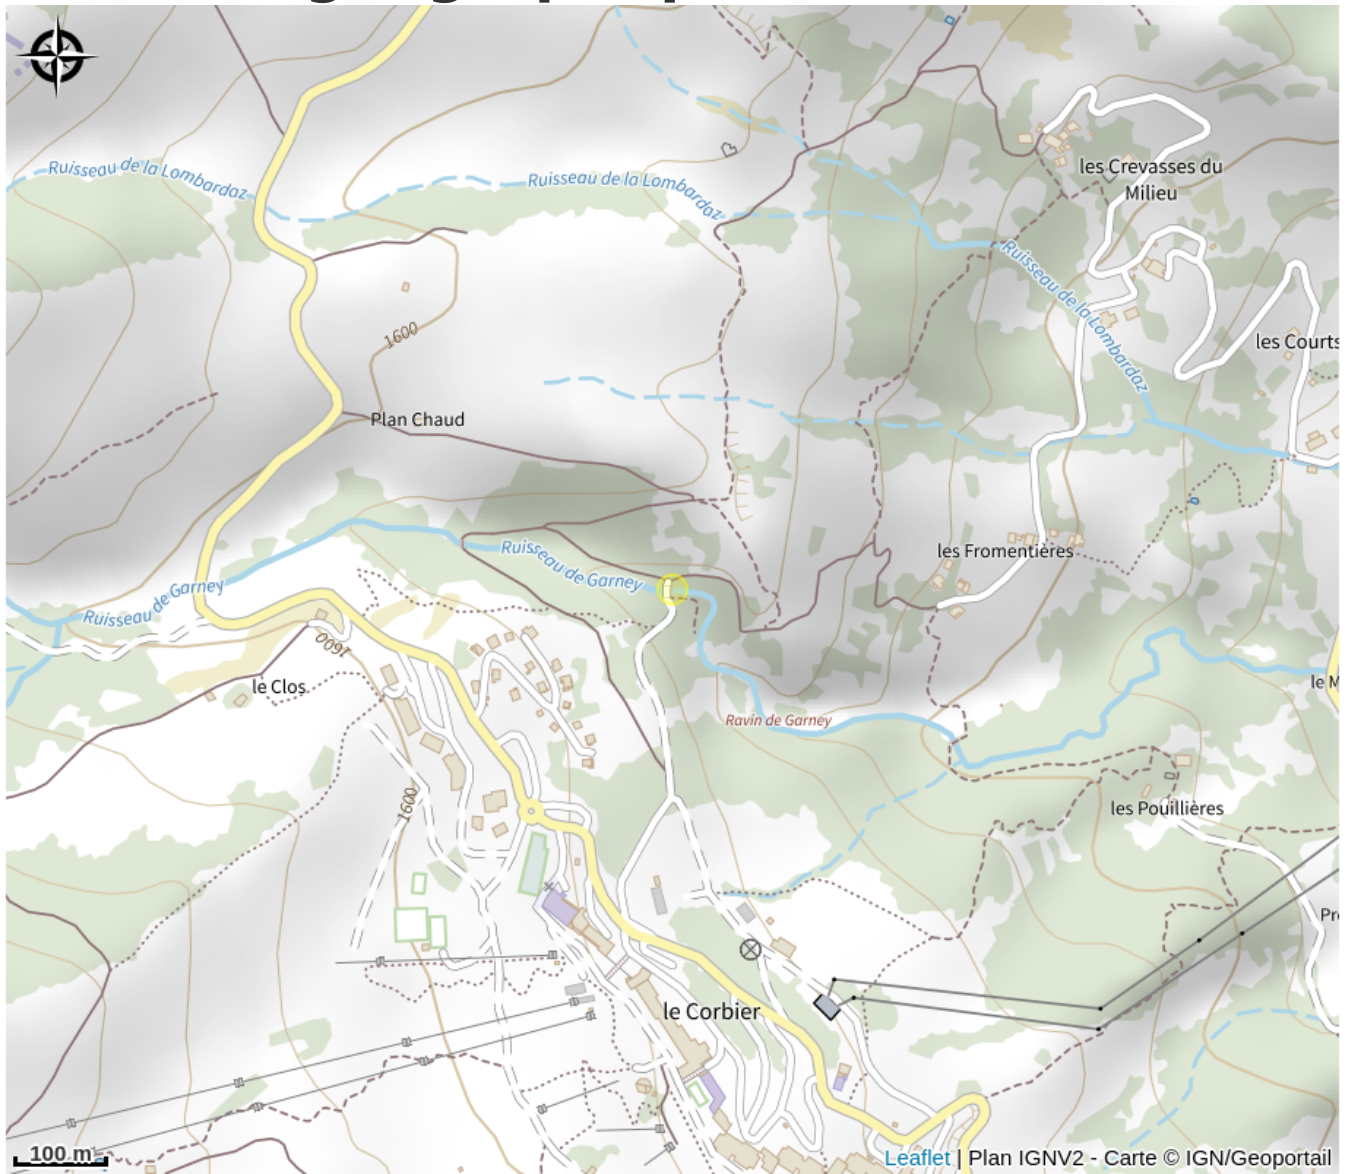 Ruisseau de la Lombardaz
Ruisseau de la Lombardaz
les Crevasses du
Milieu
Ruisseau de la Lombardaz
les Courts
1600
Plan Chaud
Ruisseau de Garney
les Fromentières
Ruisseau de Garney
1600
le Clos
le M
Ravin de Garney
1600
les Pouillières
Pr
le Corbier
100 m
Leaflet | Plan IGNV2 - Carte © IGN/Geoportail